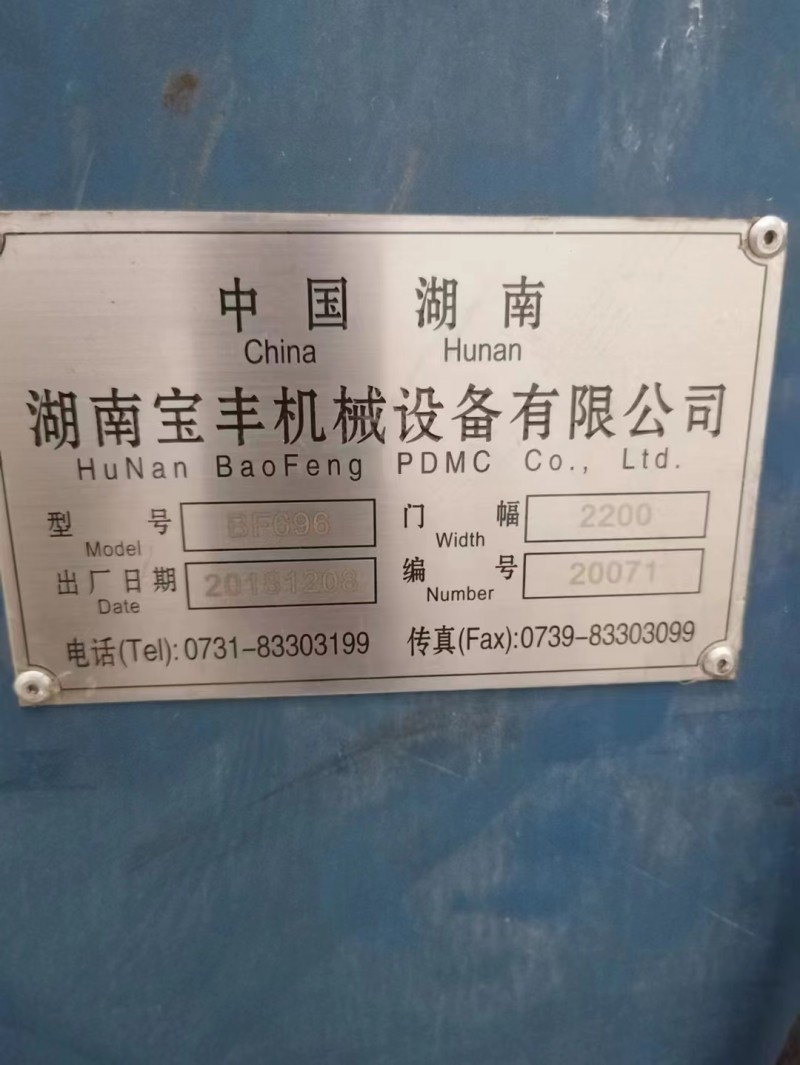 中国 湖南
China Hunan
湖南宝丰机械设备有限公司
HuNan BaoFeng PDMC Co., Ltd.
型号 Model BF696 门幅 Width 2200
出厂日期 Date 20181208 编号 Number 20071
电话(Tel):0731-83303199 传真(Fax):0739-83303099